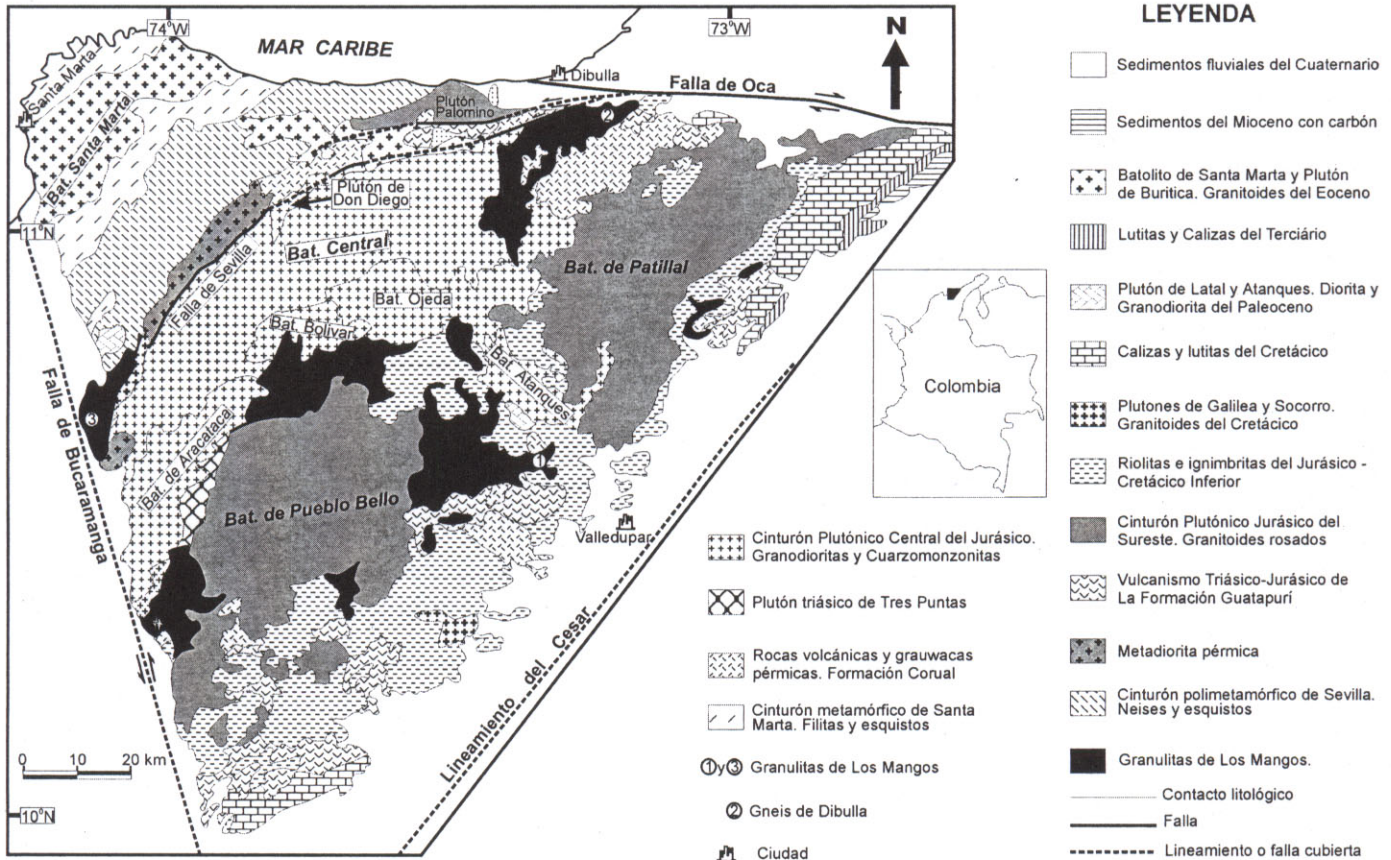 74°W
73°W
MAR CARIBE
N
Santa Marta
Bat. Santa Marta
Dibulla
Falla de Oca
Plutón
Palomino
②
Plutón de
Don Diego
11°N
Bat. Central
Bat. de Patillal
Falla de Sevilla
Bat. Ojeda
Bat. Bolivar
Bat. Atanques
Falla de Bucaramanga
③
Bat. de Aracataca
①
Bat. de Pueblo Bello
Valledupar
Lineamiento del Cesar
0 10 20 km
10°N
Colombia
Cinturón Plutónico Central del Jurásico.
Granodioritas y Cuarzomonzonitas
Plutón triásico de Tres Puntas
Rocas volcánicas y grauwacas
pérmicas. Formación Corual
Cinturón metamórfico de Santa
Marta. Filitas y esquistos
①y③ Granulitas de Los Mangos
② Gneis de Dibulla
Ciudad
LEYENDA
Sedimentos fluviales del Cuaternario
Sedimentos del Mioceno con carbón
Batolito de Santa Marta y Plutón
de Buritica. Granitoides del Eoceno
Lutitas y Calizas del Terciário
Plutón de Latal y Atanques. Diorita y
Granodiorita del Paleoceno
Calizas y lutitas del Cretácico
Plutones de Galilea y Socorro.
Granitoides del Cretácico
Riolitas e ignimbritas del Jurásico -
Cretácico Inferior
Cinturón Plutónico Jurásico del
Sureste. Granitoides rosados
Vulcanismo Triásico-Jurásico de
La Formación Guatapurí
Metadiorita pérmica
Cinturón polimetamórfico de Sevilla.
Neises y esquistos
Granulitas de Los Mangos.
Contacto litológico
Falla
Lineamiento o falla cubierta